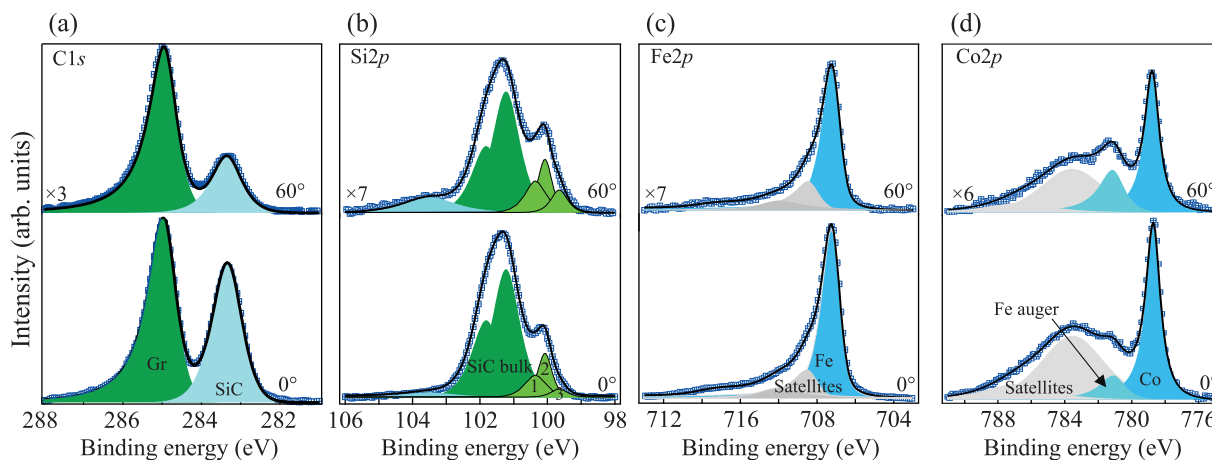 (a) (b) (c) (d)
C1s Si2p Fe2p Co2p
×3 60° ×7 60° ×7 60° ×6 60°
Intensity (arb. units)
Gr SiC 0°
SiC bulk 1 2 3 0°
Fe Satellites 0°
Fe auger
Satellites Co 0°
288 286 284 282 106 104 102 100 98 712 716 708 704 788 784 780 776
Binding energy (eV) Binding energy (eV) Binding energy (eV) Binding energy (eV)